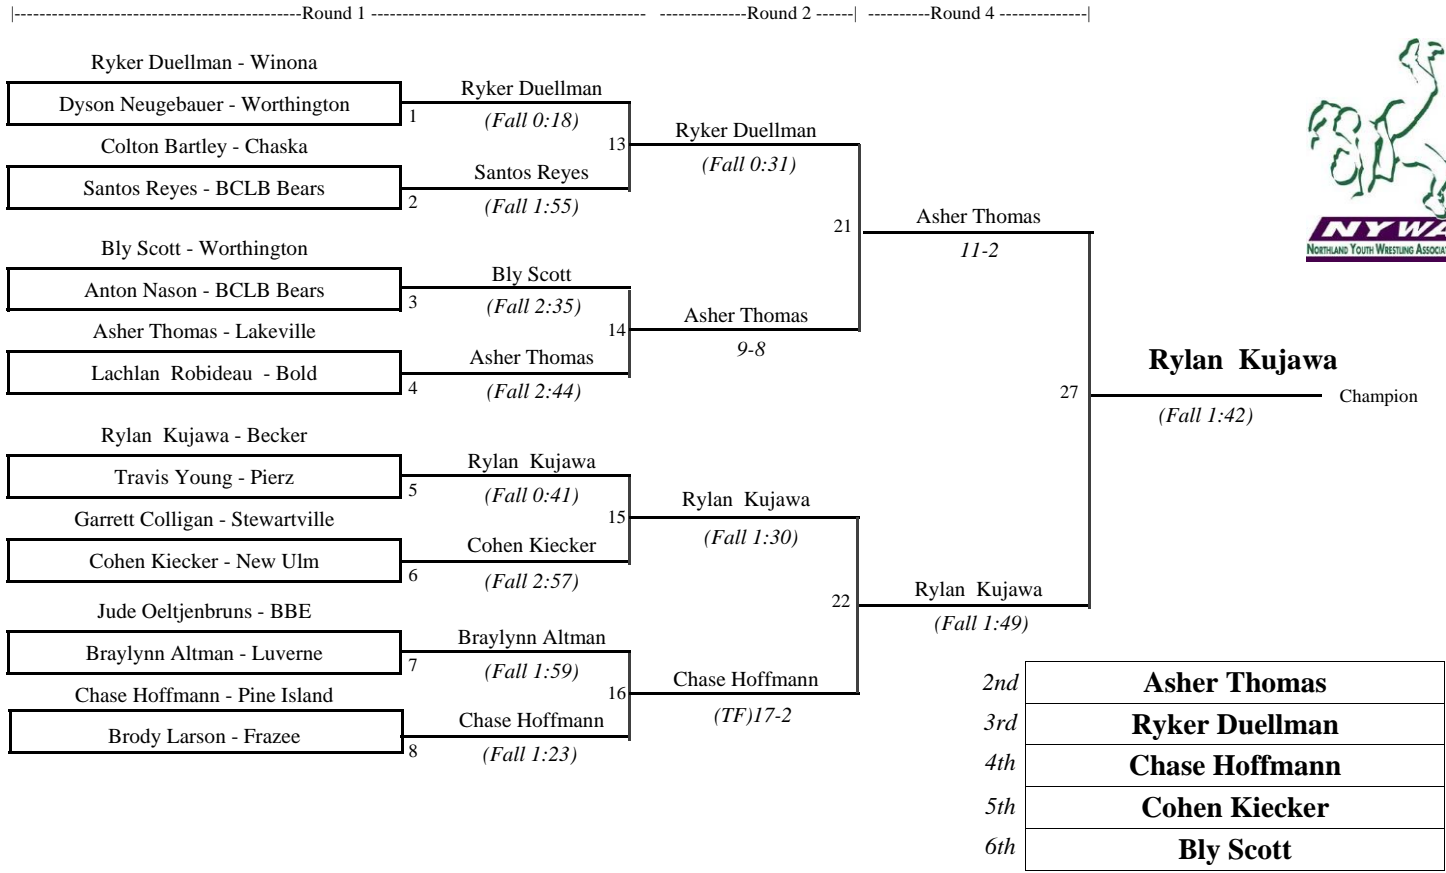 |----------------------------------------------Round 1 -------------------------------------------- --------------Round 2 ------| ----------Round 4 --------------|
Ryker Duellman - Winona
Dyson Neugebauer - Worthington
1
Ryker Duellman
(Fall 0:18)
Colton Bartley - Chaska
Santos Reyes - BCLB Bears
2
Santos Reyes
(Fall 1:55)
13
Ryker Duellman
(Fall 0:31)
Bly Scott - Worthington
Anton Nason - BCLB Bears
3
Bly Scott
(Fall 2:35)
Asher Thomas - Lakeville
Lachlan Robideau - Bold
4
Asher Thomas
(Fall 2:44)
14
Asher Thomas
9-8
21
Asher Thomas
11-2
Rylan Kujawa - Becker
Travis Young - Pierz
5
Rylan Kujawa
(Fall 0:41)
Garrett Colligan - Stewartville
Cohen Kiecker - New Ulm
6
Cohen Kiecker
(Fall 2:57)
15
Rylan Kujawa
(Fall 1:30)
Jude Oeltjenbruns - BBE
Braylynn Altman - Luverne
7
Braylynn Altman
(Fall 1:59)
Chase Hoffmann - Pine Island
Brody Larson - Frazee
8
Chase Hoffmann
(Fall 1:23)
16
Chase Hoffmann
(TF)17-2
22
Rylan Kujawa
(Fall 1:49)
27
Rylan Kujawa
(Fall 1:42)
Champion
NYWA
NORTHLAND YOUTH WRESTLING
2nd Asher Thomas
3rd Ryker Duellman
4th Chase Hoffmann
5th Cohen Kiecker
6th Bly Scott